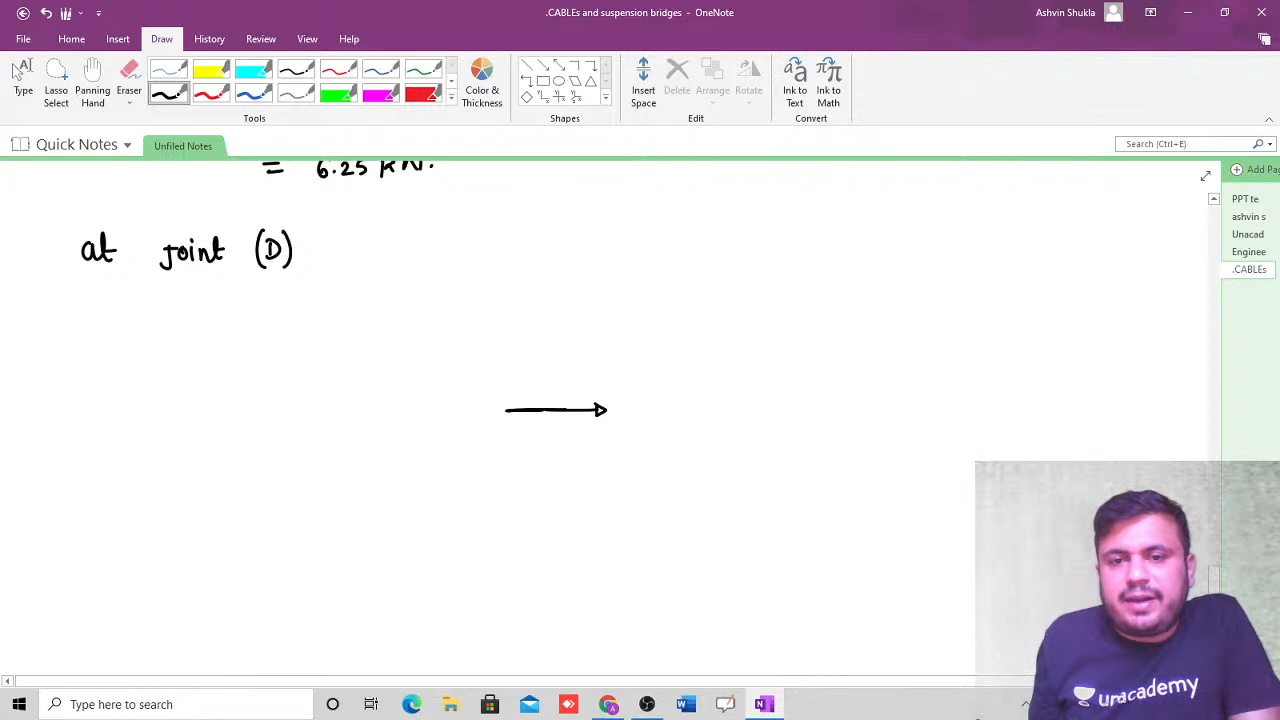 .CABLEs and suspension bridges - OneNote
Ashvin Shukla
File Home Insert Draw History Review View Help
Type
Lasso Select
Panning Hand
Eraser
Color & Thickness
Insert Space
Delete
Arrange
Rotate
Ink to Text
Ink to Math
Tools
Shapes
Edit
Convert
Quick Notes
Unfiled Notes
Search (Ctrl+E)
Add Pag
= 6.25 KN.
PPT te
ashvin s
Unacad
Enginee
.CABLEs
at joint (D)
unacademy
Type here to search